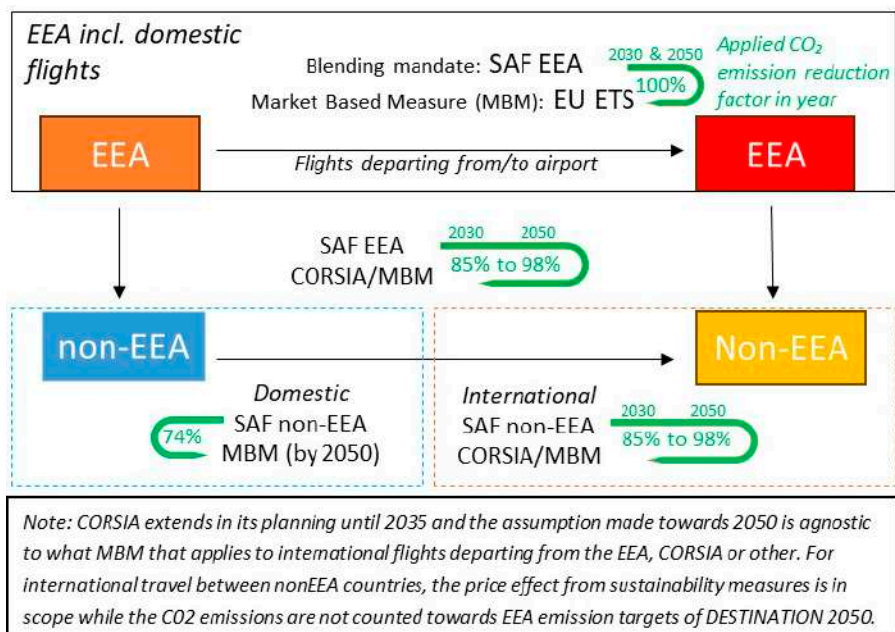 EEA incl. domestic
flights
Blending mandate: SAF EEA
Market Based Measure (MBM): EU ETS
2030 & 2050
100%
Applied CO₂
emission reduction
factor in year
EEA
Flights departing from/to airport
EEA
SAF EEA
CORSIA/MBM
2030 2050
85% to 98%
non-EEA
Non-EEA
Domestic
SAF non-EEA
MBM (by 2050)
74%
International
SAF non-EEA
CORSIA/MBM
2030 2050
85% to 98%
Note: CORSIA extends in its planning until 2035 and the assumption made towards 2050 is agnostic
to what MBM that applies to international flights departing from the EEA, CORSIA or other. For
international travel between nonEEA countries, the price effect from sustainability measures is in
scope while the C02 emissions are not counted towards EEA emission targets of DESTINATION 2050.